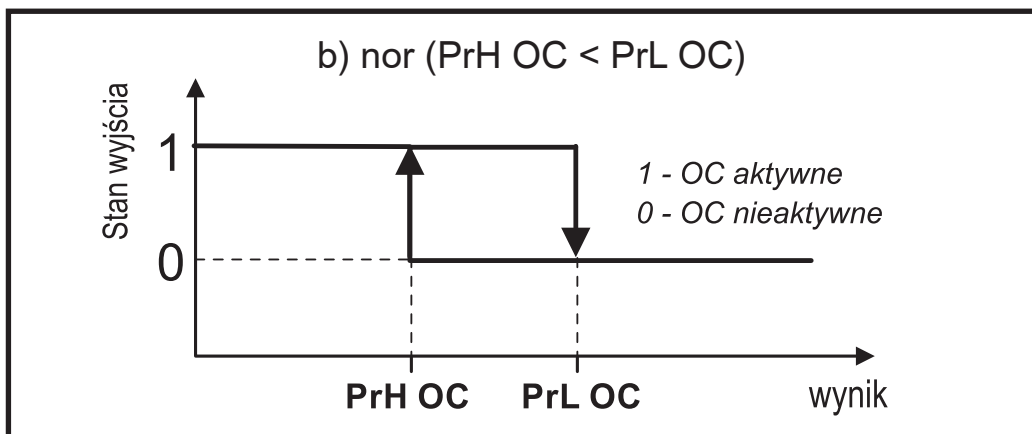 b) nor (PrH OC < PrL OC)
Stan wyjścia
1
1 - OC aktywne
0 - OC nieaktywne
0
PrH OC PrL OC wynik